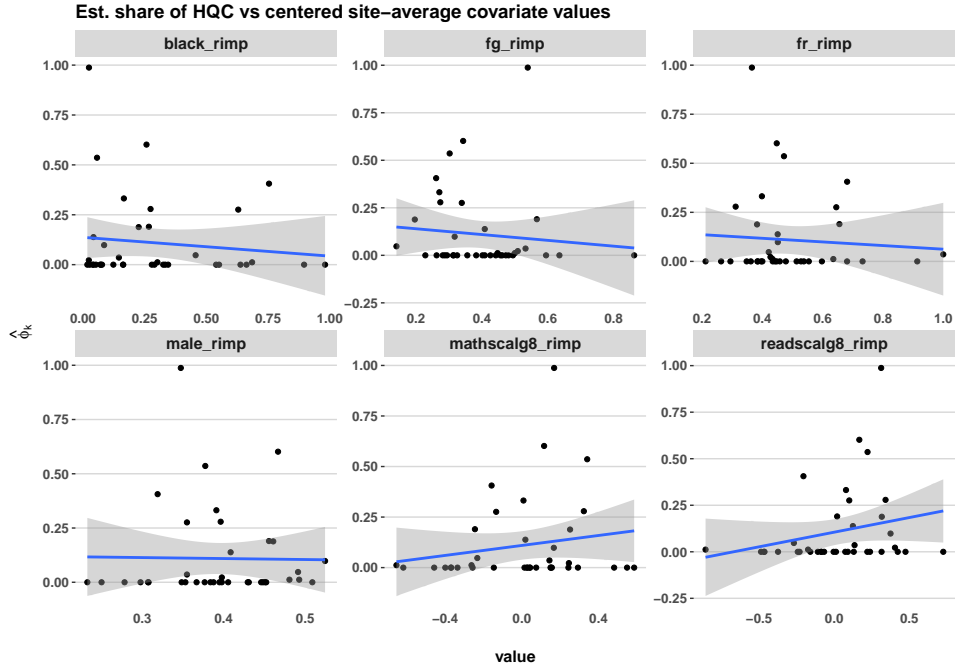 Est. share of HQC vs centered site−average covariate values
black_rimp fg_rimp fr_rimp
1.00 1.00 1.00
0.75 0.75 0.75
0.50 0.50 0.50
0.25 0.25 0.25
0.00 0.00 0.00
−0.25
0.00 0.25 0.50 0.75 1.00 0.2 0.4 0.6 0.8 0.2 0.4 0.6 0.8 1.0
ϕ̂k
male_rimp mathscalg8_rimp readscalg8_rimp
1.00 1.00 1.00
0.75 0.75 0.75
0.50 0.50 0.50
0.25 0.25 0.25
0.00 0.00 0.00
−0.25
0.3 0.4 0.5 −0.4 0.0 0.4 −0.5 0.0 0.5
value